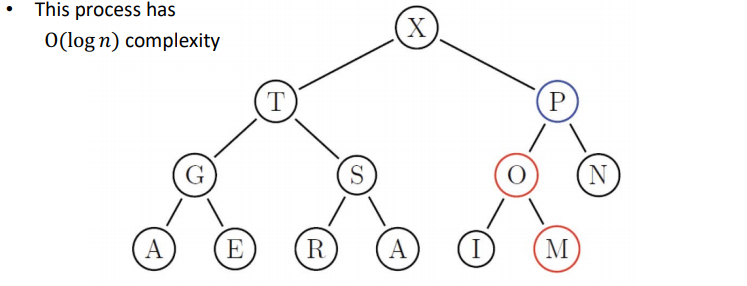 • This process has
O(log n) complexity
X
T P
G S O N
A E R A I M